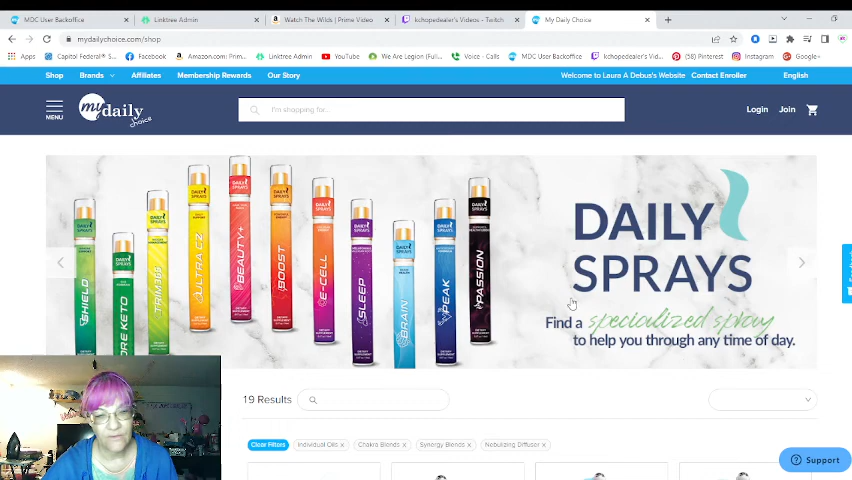 MDC User Backoffice
Linktree Admin
Watch The Wilds | Prime Video
kchopedealer's Videos - Twitch
My Daily Choice
mydailychoice.com/shop
Apps
Capitol Federal® S...
Facebook
Amazon.com: Prime...
Linktree Admin
YouTube
We Are Legion (Full...
Voice - Calls
MDC User Backoffice
kchopedealer's Vid...
(58) Pinterest
Instagram
Google+
Shop Brands Affiliates Membership Rewards Our Story
Welcome to Laura A Debus's Website Contact Enroller English
MENU
my daily choice
I'm shopping for...
Login Join
SHIELD
TRIM365
ULTRA CZ
BEAUTY+
BOOST
E-CELL
SLEEP
BRAIN
PEAK
PASSION
DAILY
SPRAYS
Find a specialized spray
to help you through any time of day.
19 Results
Clear Filters Individual Oils × Chakra Blends × Synergy Blends × Nebulizing Diffuser ×
Support